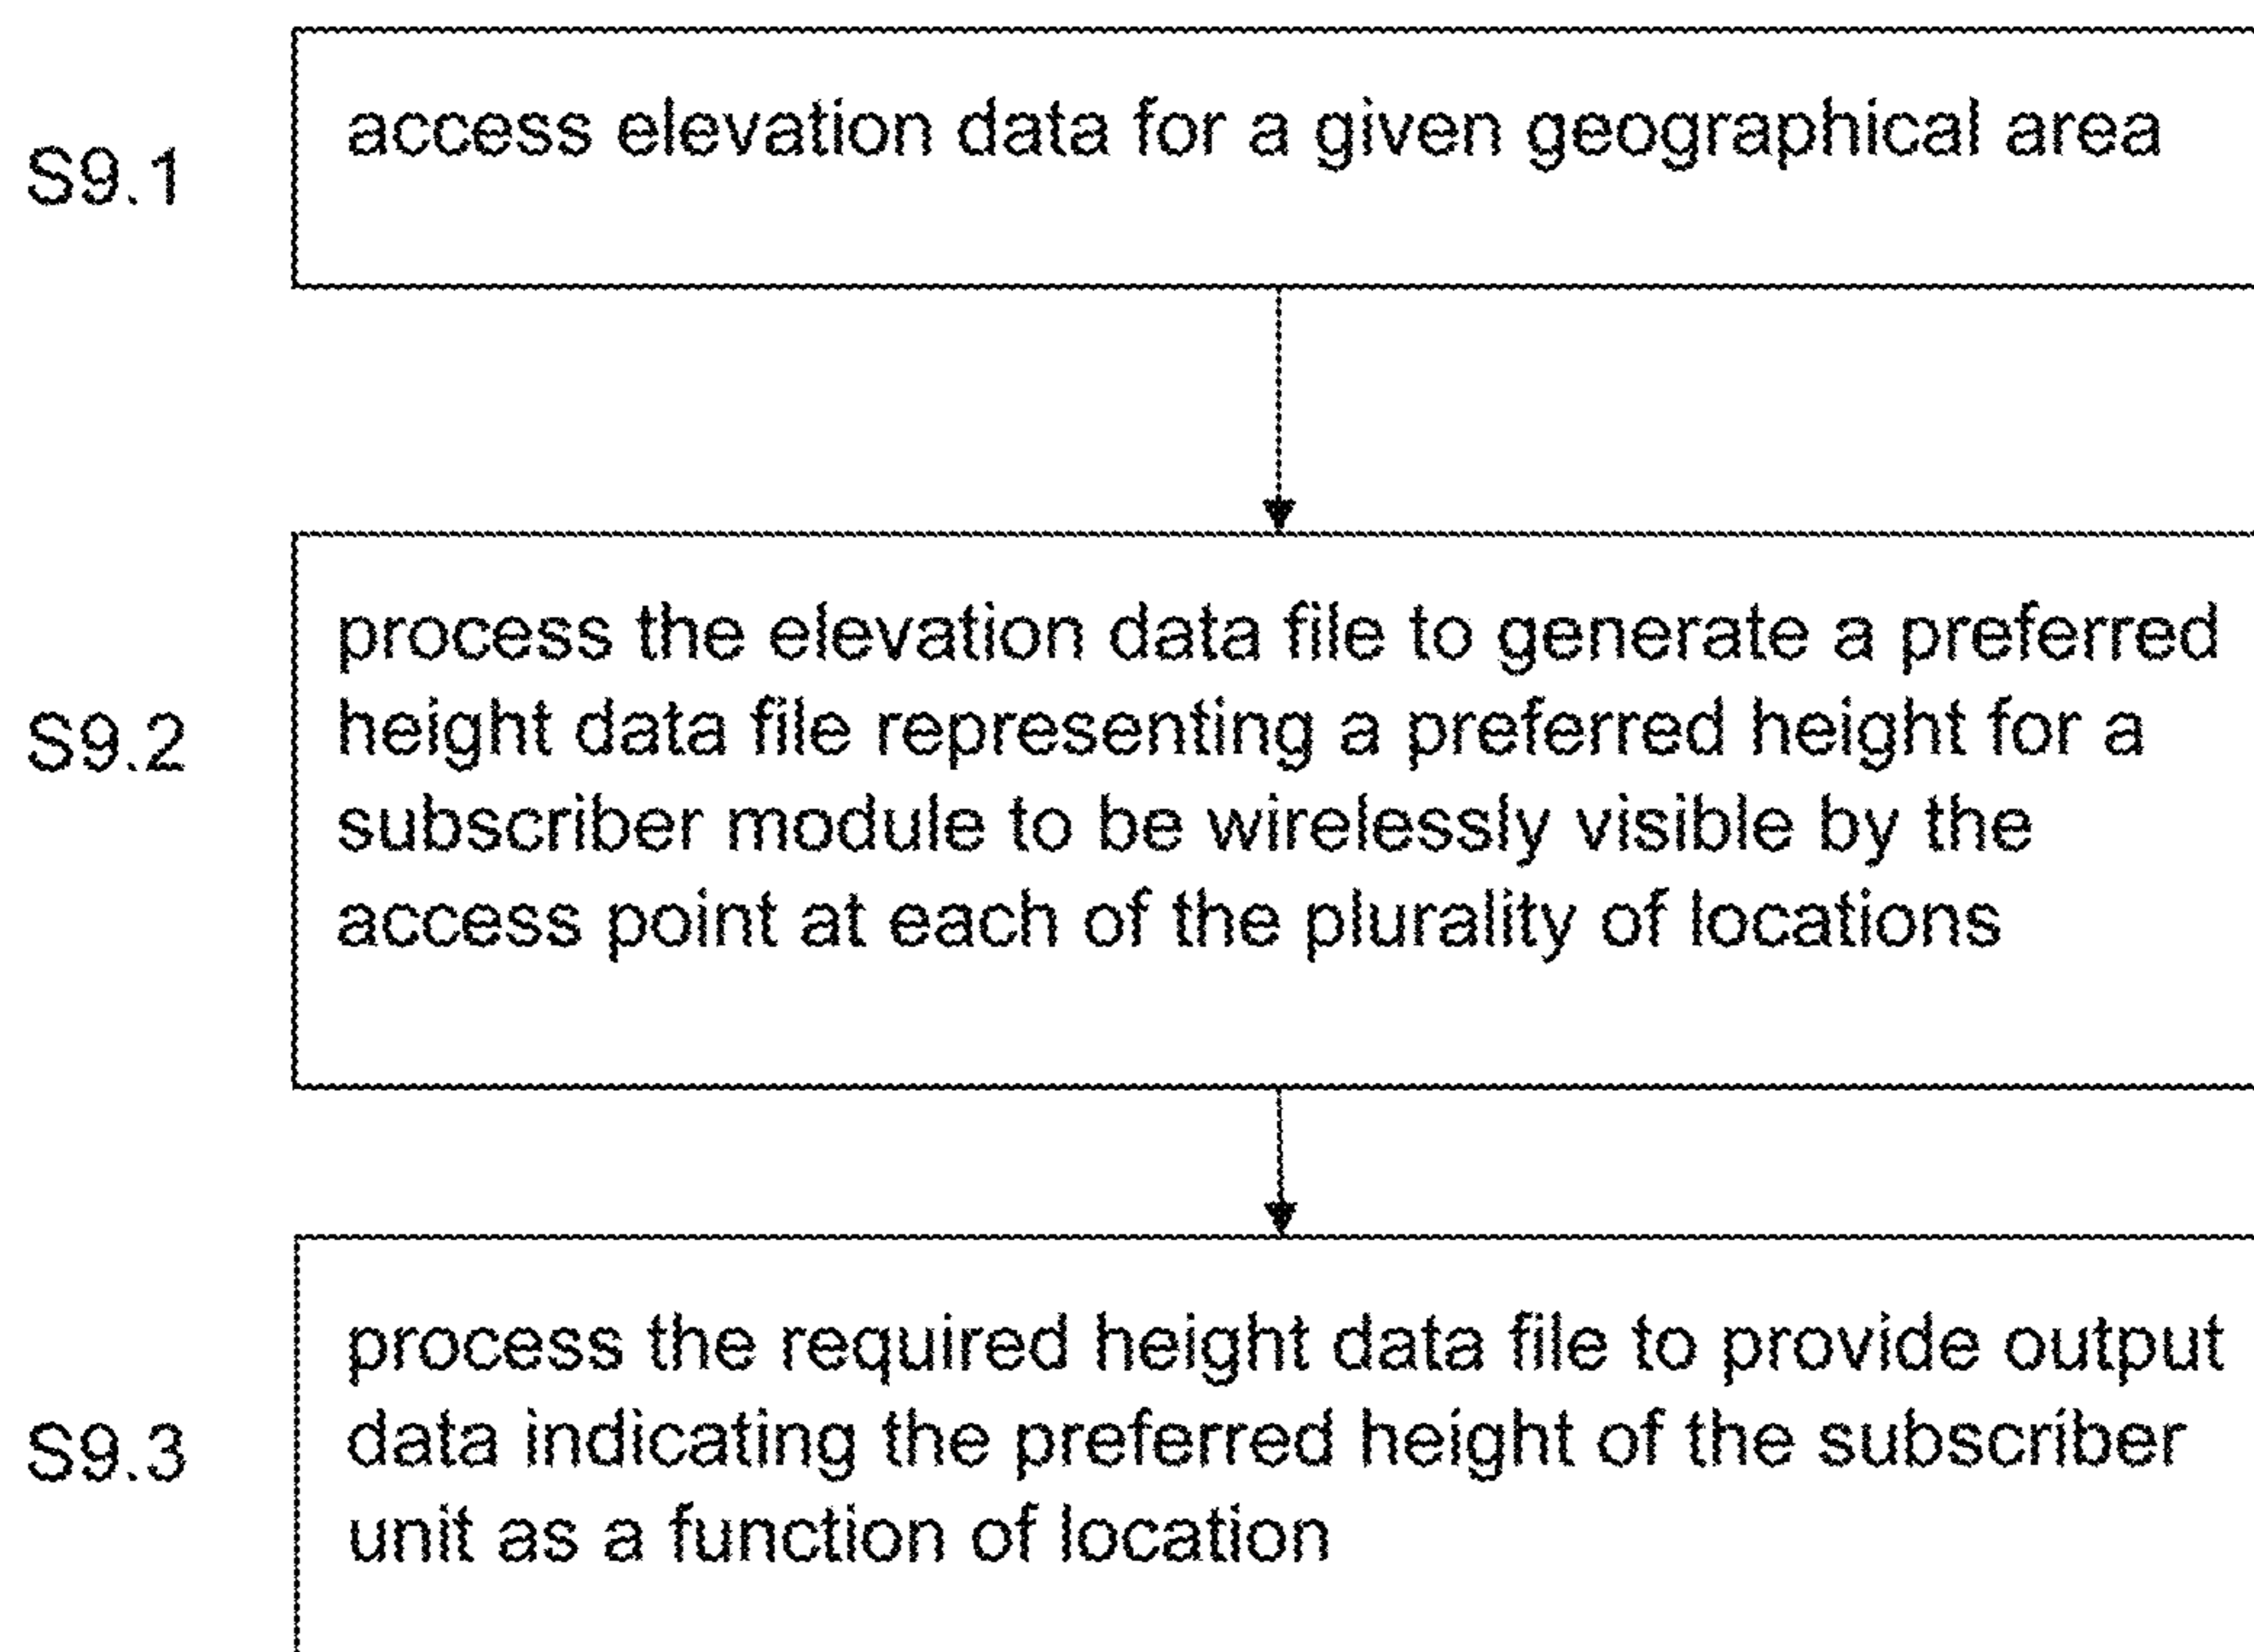 S9.1
access elevation data for a given geographical area
S9.2
process the elevation data file to generate a preferred
height data file representing a preferred height for a
subscriber module to be wirelessly visible by the
access point at each of the plurality of locations
S9.3
process the required height data file to provide output
data indicating the preferred height of the subscriber
unit as a function of location